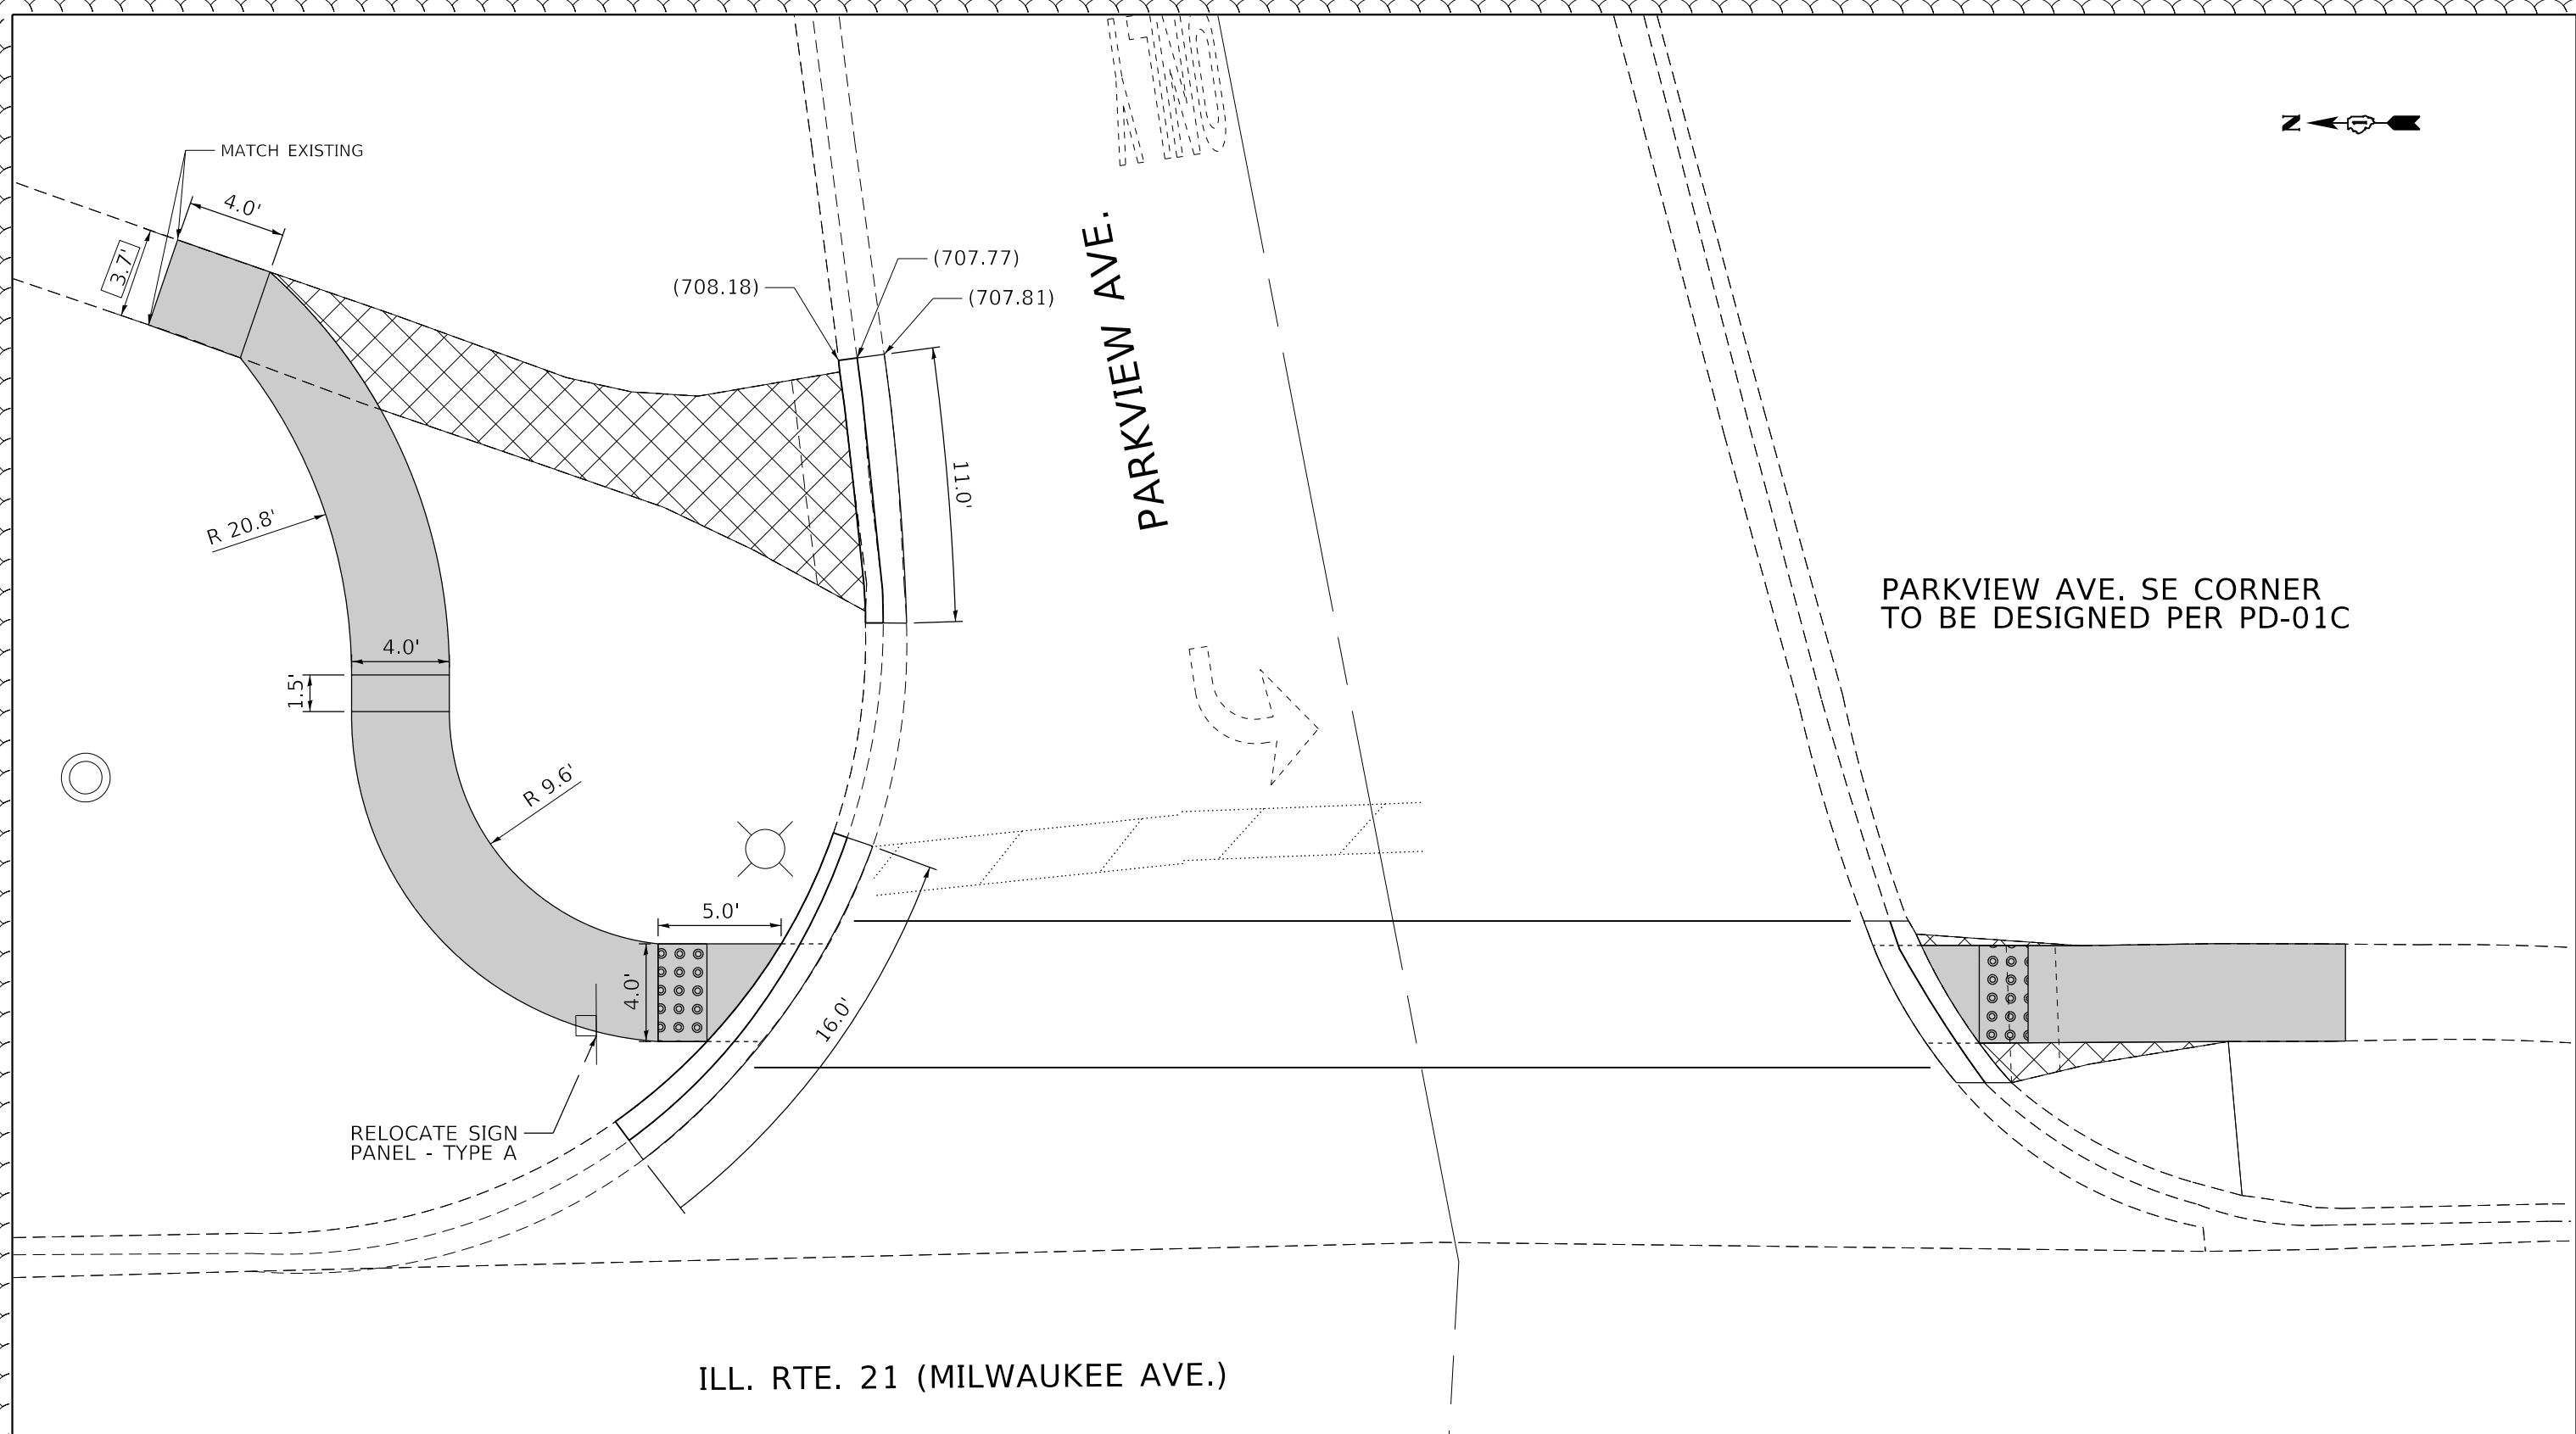 N
MATCH EXISTING
4.0'
3.7'
(707.77)
(708.18)
(707.81)
PARKVIEW AVE.
11.0'
R 20.8'
PARKVIEW AVE. SE CORNER
TO BE DESIGNED PER PD-01C
4.0'
1.5'
R 9.6'
5.0'
4.0'
16.0'
RELOCATE SIGN
PANEL - TYPE A
ILL. RTE. 21 (MILWAUKEE AVE.)